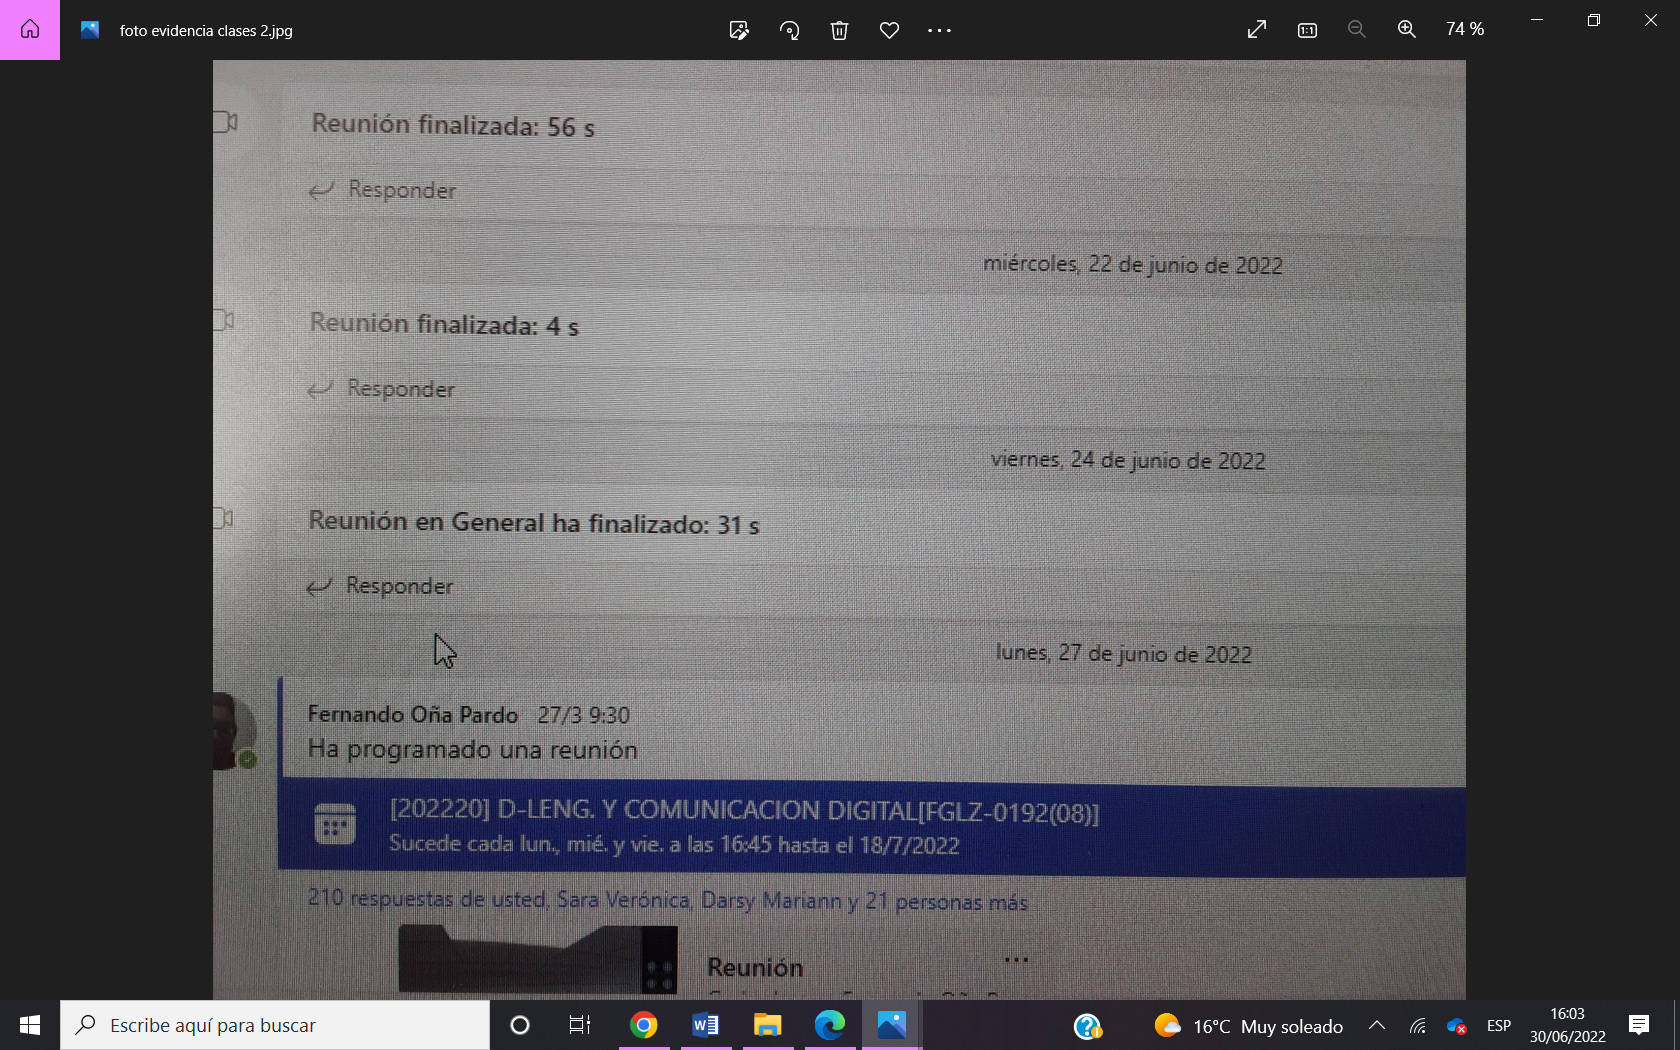 foto evidencia clases 2.jpg
74 %
Reunión finalizada: 56 s
Responder
miércoles, 22 de junio de 2022
Reunión finalizada: 4 s
Responder
viernes, 24 de junio de 2022
Reunión en General ha finalizado: 31 s
Responder
lunes, 27 de junio de 2022
Fernando Oña Pardo 27/3 9:30
Ha programado una reunión
[202220] D-LENG. Y COMUNICACION DIGITAL[FGLZ-0192(08)]
Sucede cada lun., mié. y vie. a las 16:45 hasta el 18/7/2022
210 respuestas de usted, Sara Verónica, Darsy Mariann y 21 personas más
Reunión
Escribe aquí para buscar
16°C Muy soleado
ESP
16:03
30/06/2022